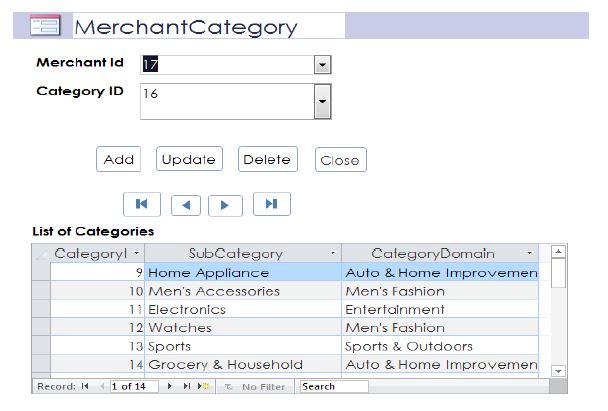 MerchantCategory
Merchant Id 17
Category ID 16
Add Update Delete Close
List of Categories
CategoryI SubCategory CategoryDomain
9 Home Appliance Auto & Home Improvemen
10 Men's Accessories Men's Fashion
11 Electronics Entertainment
12 Watches Men's Fashion
13 Sports Sports & Outdoors
14 Grocery & Household Auto & Home Improvemen
Record: 1 of 14 No Filter Search